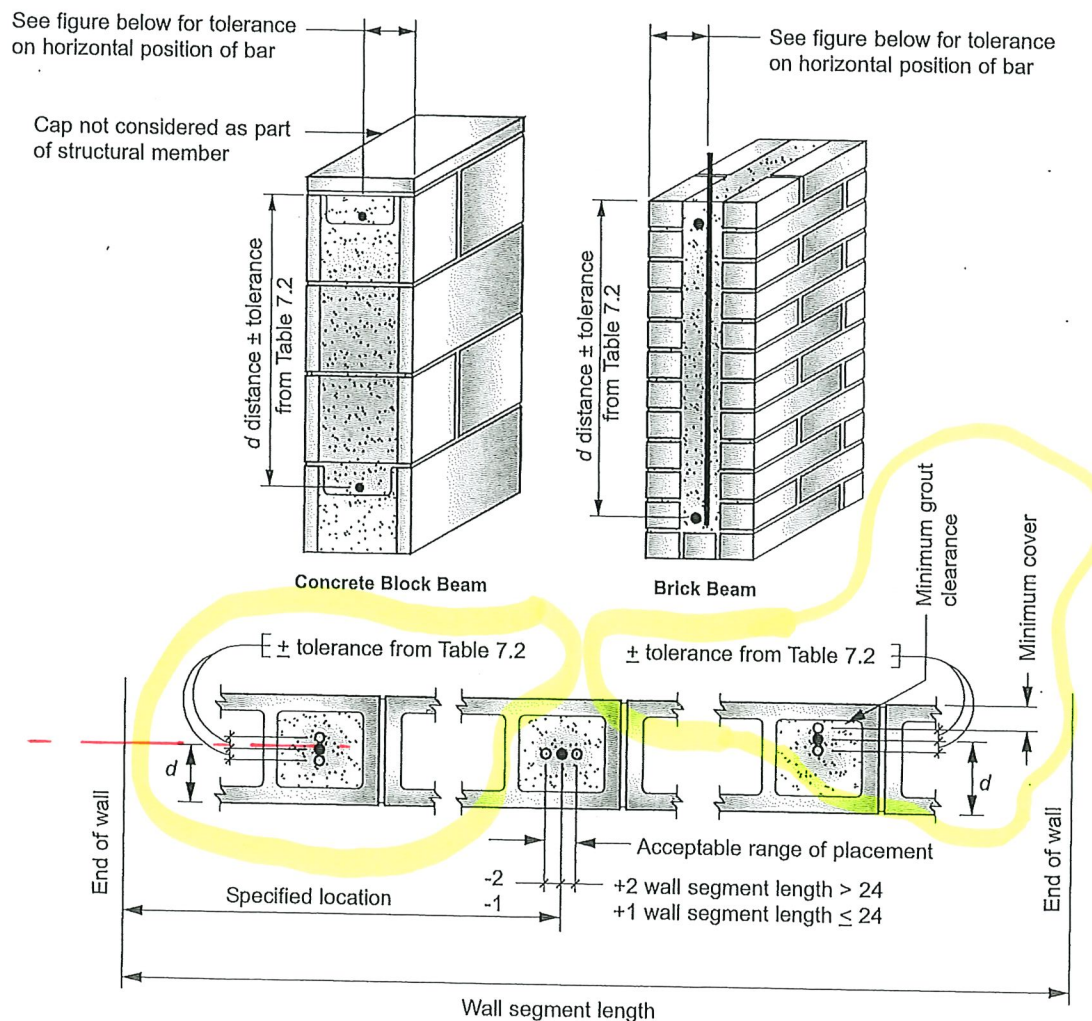 See figure below for tolerance
on horizontal position of bar
See figure below for tolerance
on horizontal position of bar
Cap not considered as part
of structural member
d distance ± tolerance
from Table 7.2
d distance ± tolerance
from Table 7.2
Concrete Block Beam
Brick Beam
Minimum grout
clearance
Minimum cover
± tolerance from Table 7.2
± tolerance from Table 7.2
d
d
End of wall
End of wall
Acceptable range of placement
-2
+2 wall segment length > 24
Specified location
-1
+1 wall segment length ≤ 24
Wall segment length